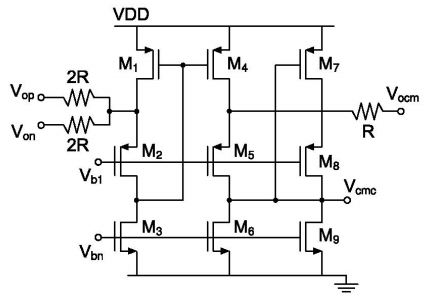 VDD
M1 M4 M7
Vop 2R Vocm
Von 2R R
M2 M5 M8
Vb1 Vcmc
M3 M6 M9
Vbn